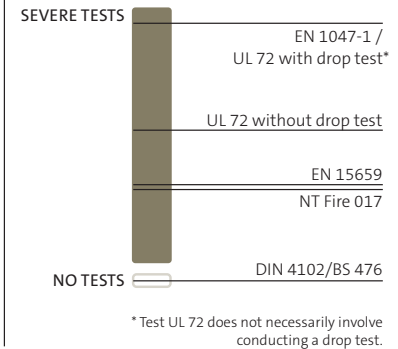 SEVERE TESTS
EN 1047-1 /
UL 72 with drop test*
UL 72 without drop test
EN 15659
NT Fire 017
DIN 4102/BS 476
NO TESTS
* Test UL 72 does not necessarily involve
conducting a drop test.